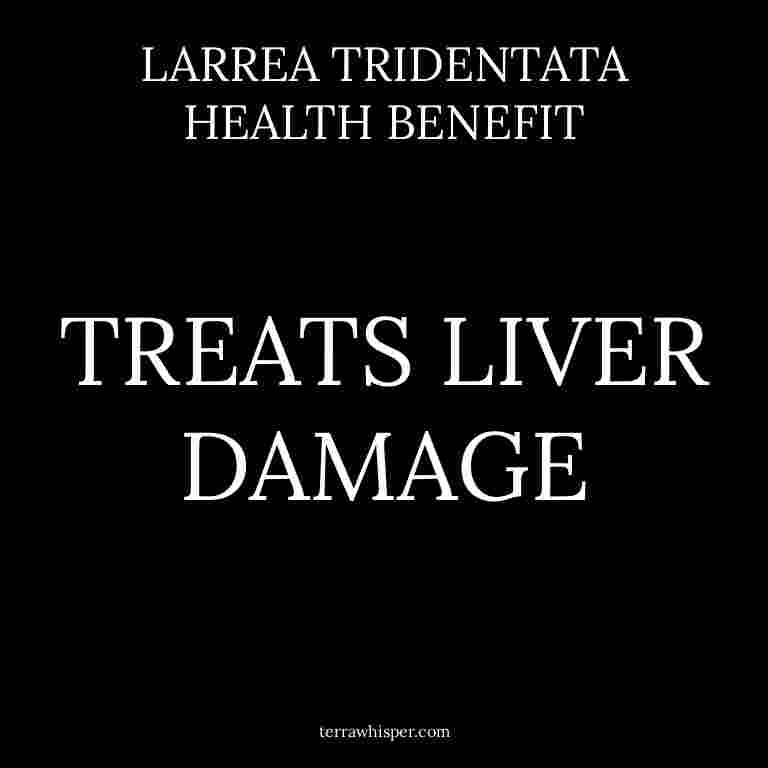 LARREA TRIDENTATA
HEALTH BENEFIT
TREATS LIVER
DAMAGE
terrawhisper.com